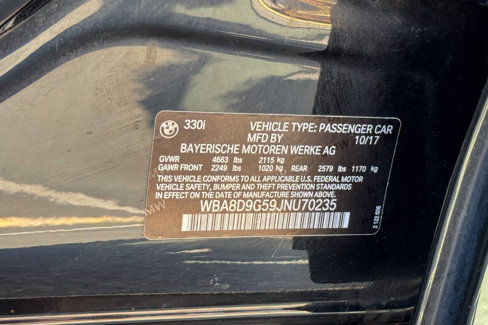 330i
VEHICLE TYPE: PASSENGER CAR
MFD BY 10/17
BAYERISCHE MOTOREN WERKE AG
GVWR 4663 lbs 2115 kg
GAWR FRONT 2249 lbs 1020 kg, REAR 2579 lbs 1170 kg
THIS VEHICLE CONFORMS TO ALL APPLICABLE U.S. FEDERAL MOTOR
VEHICLE SAFETY, BUMPER AND THEFT PREVENTION STANDARDS
IN EFFECT ON THE DATE OF MANUFACTURE SHOWN ABOVE.
WBA8D9G59JNU70235